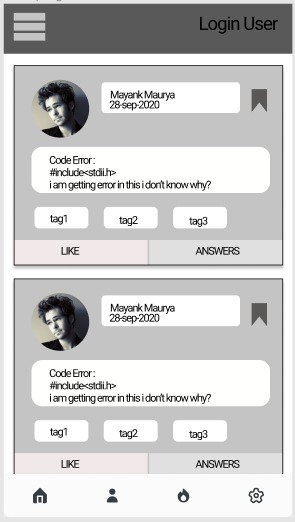 Login User
Mayank Maurya
28-sep-2020
Code Error :
#include<stdii.h>
i am getting error in this i don't know why?
tag1 tag2 tag3
LIKE ANSWERS
Mayank Maurya
28-sep-2020
Code Error :
#include<stdii.h>
i am getting error in this i don't know why?
tag1 tag2 tag3
LIKE ANSWERS